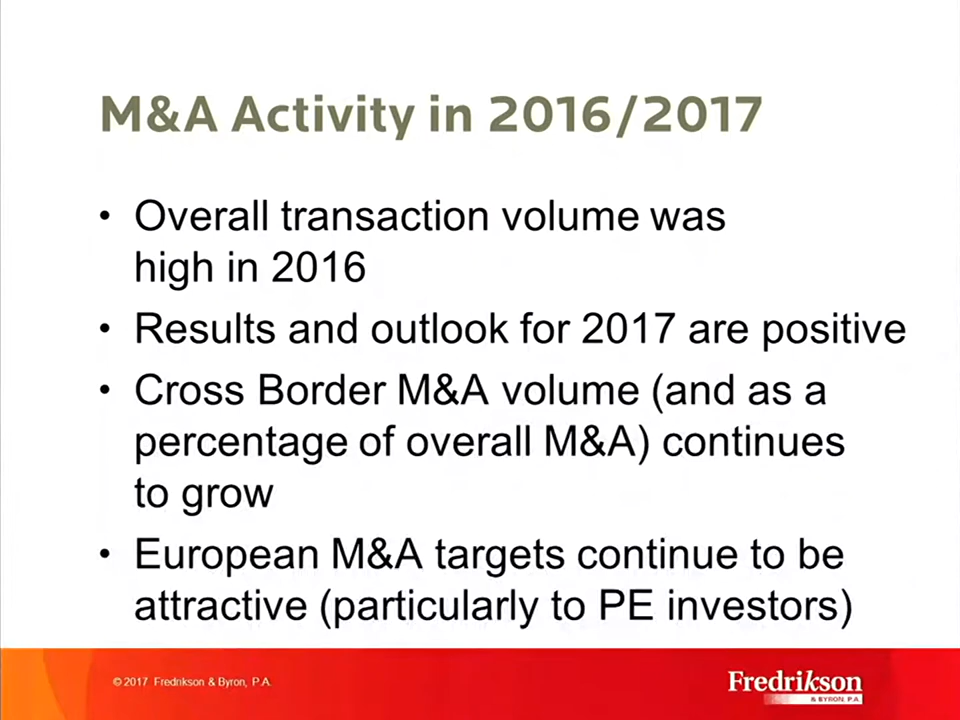 M&A Activity in 2016/2017
• Overall transaction volume was
high in 2016
• Results and outlook for 2017 are positive
• Cross Border M&A volume (and as a
percentage of overall M&A) continues
to grow
• European M&A targets continue to be
attractive (particularly to PE investors)
© 2017 Fredrikson & Byron, P.A.
Fredrikson
& BYRON, P.A.